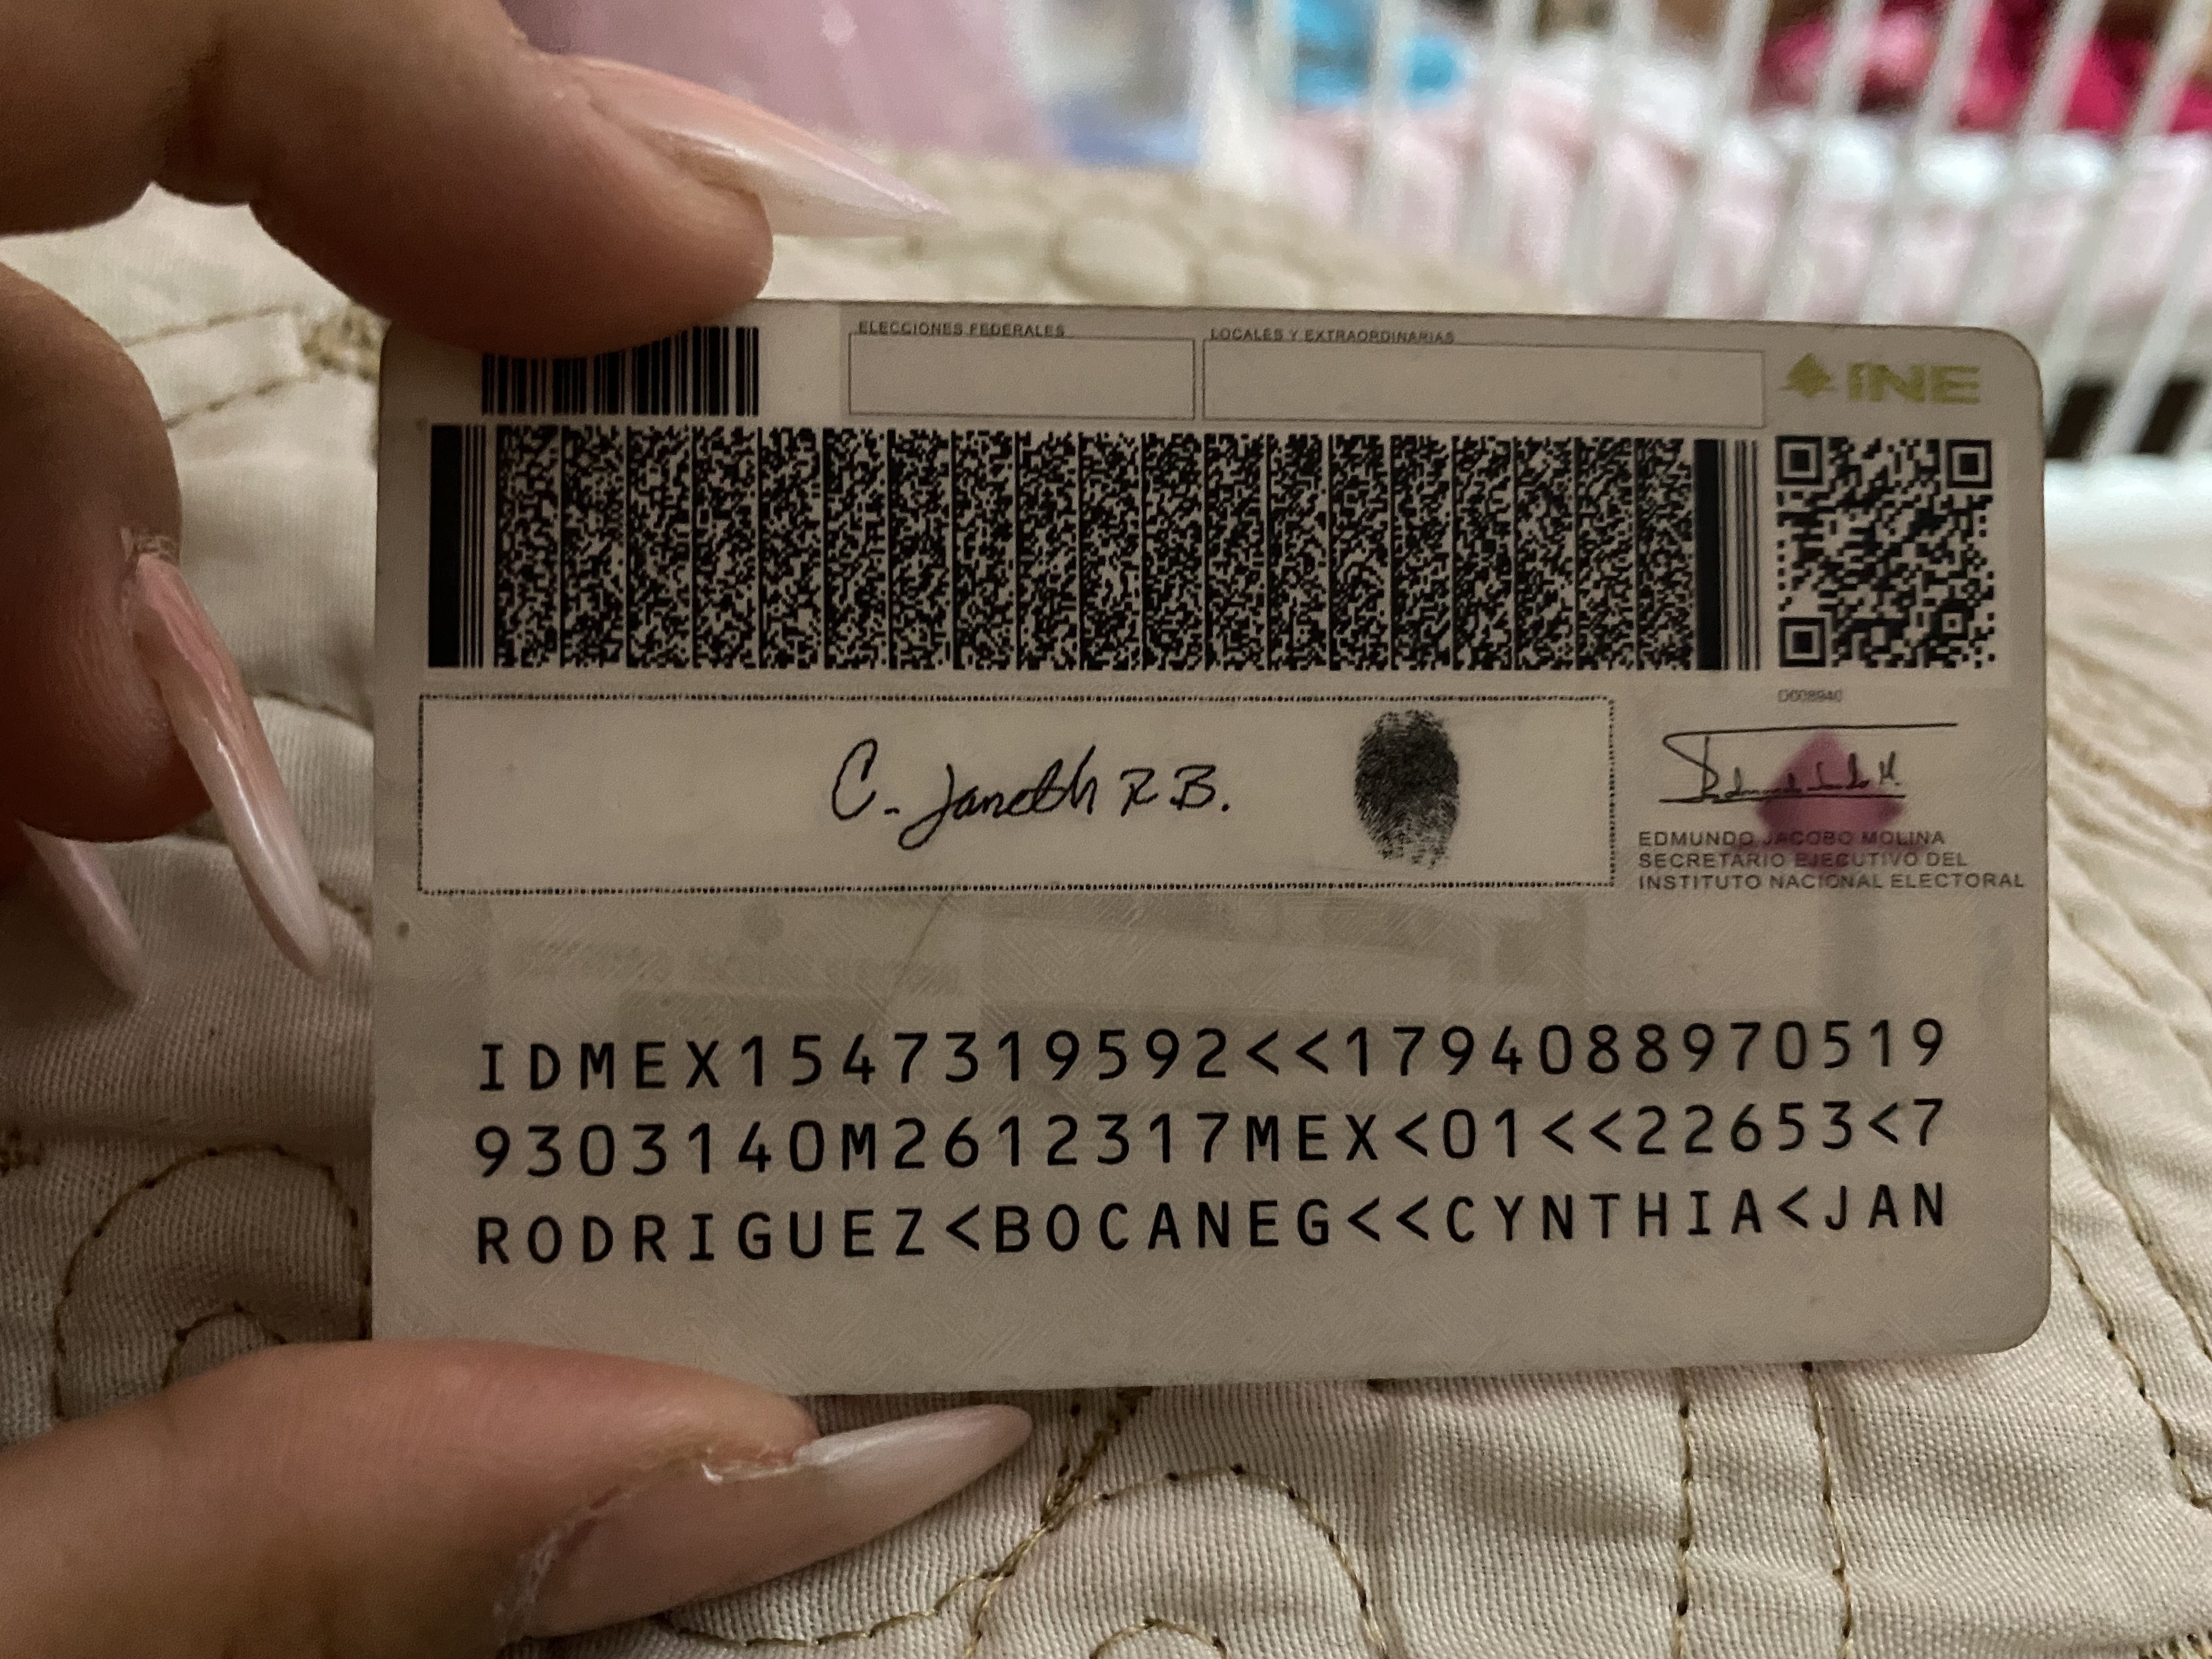 ELECCIONES FEDERALES
LOCALES Y EXTRAORDINARIAS
INE
C. Janeth R.B.
EDMUNDO JACOBO MOLINA
SECRETARIO EJECUTIVO DEL
INSTITUTO NACIONAL ELECTORAL
IDMEX1547319592<<1794088970519
9303140M2612317MEX<01<<22653<7
RODRIGUEZ<BOCANEG<<CYNTHIA<JAN